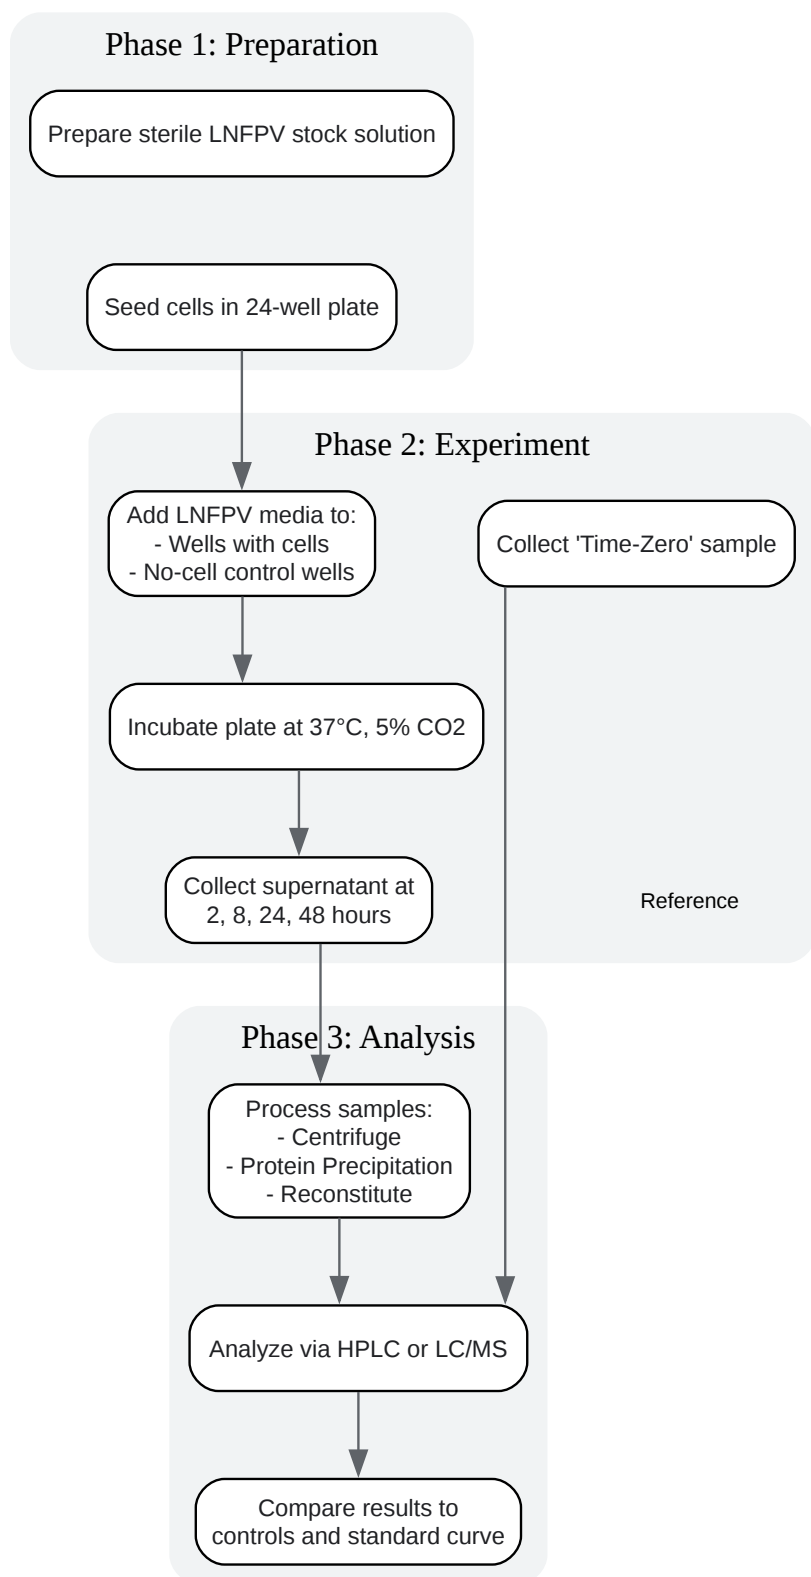 Phase 1: Preparation
Prepare sterile LNFPV stock solution
Seed cells in 24-well plate
Phase 2: Experiment
Add LNFPV media to:
- Wells with cells
- No-cell control wells
Collect 'Time-Zero' sample
Incubate plate at 37°C, 5% CO2
Collect supernatant at
2, 8, 24, 48 hours
Reference
Phase 3: Analysis
Process samples:
- Centrifuge
- Protein Precipitation
- Reconstitute
Analyze via HPLC or LC/MS
Compare results to
controls and standard curve